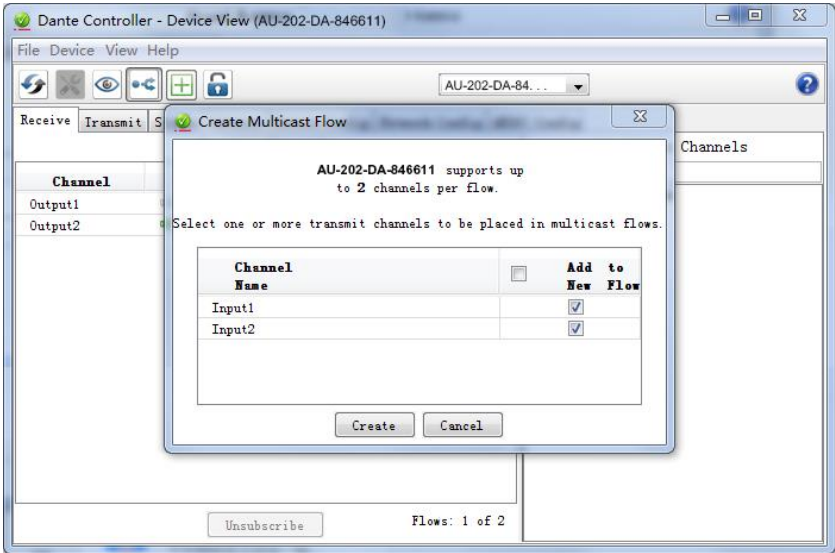 Dante Controller - Device View (AU-202-DA-846611)
File Device View Help
AU-202-DA-84...
Receive Transmit S
Create Multicast Flow
Channels
AU-202-DA-846611 supports up
to 2 channels per flow.
Channel
Output1
Output2
Select one or more transmit channels to be placed in multicast flows.
Channel Add to
Name New Flow
Input1
Input2
Create Cancel
Unsubscribe Flows: 1 of 2